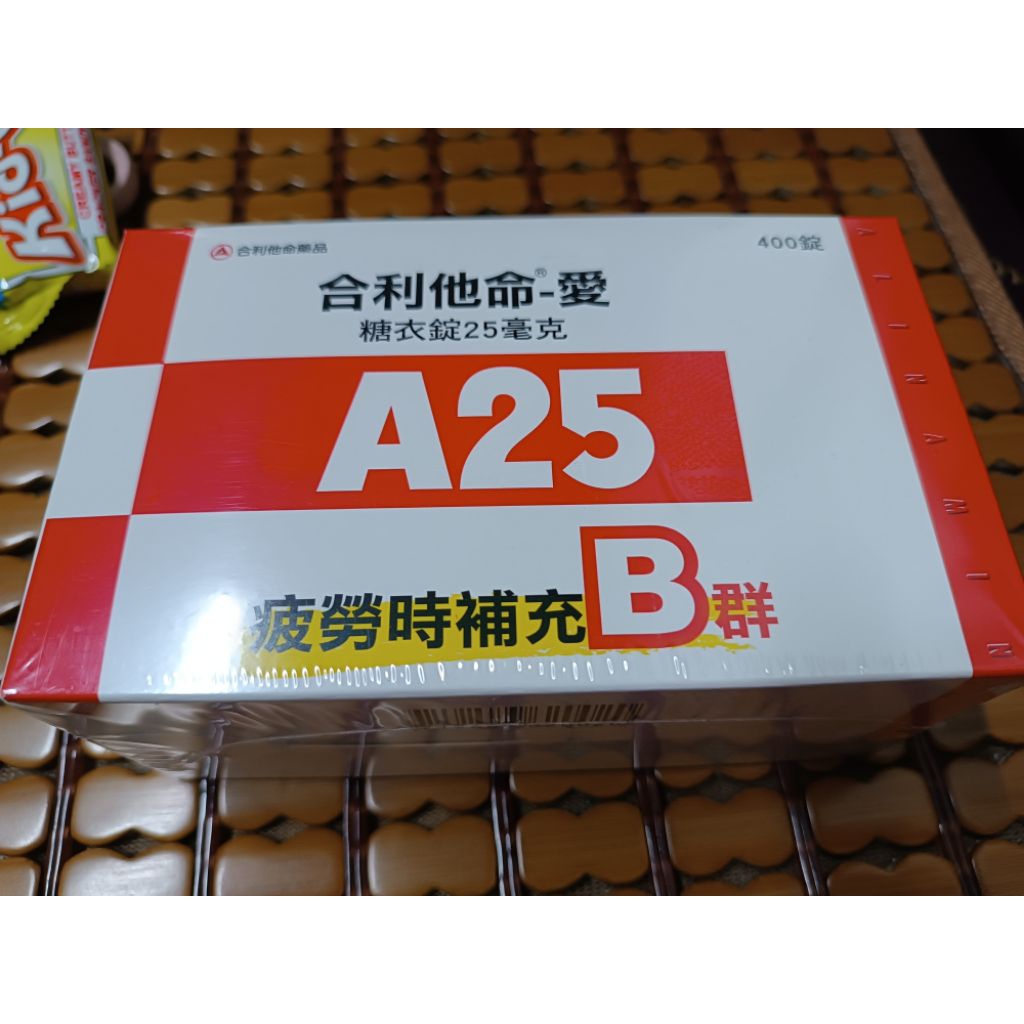 合利他命藥品
400錠
合利他命®-愛
糖衣錠25毫克
A25
疲勞時補充B群
ALINAMIN